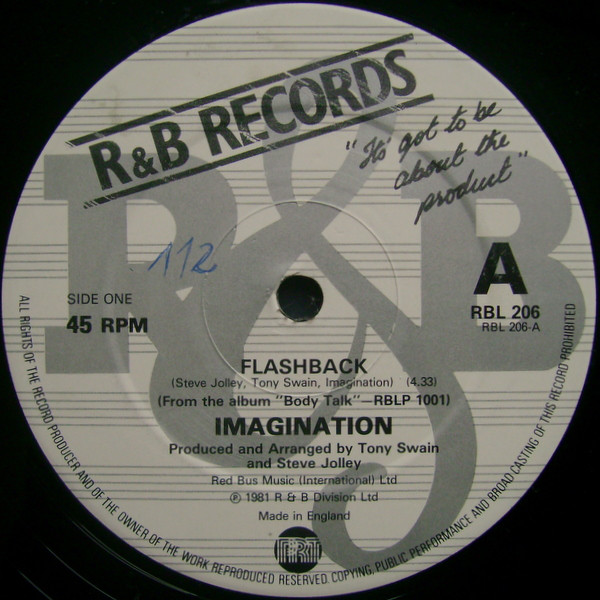 R&B RECORDS
"It's got to be
about the
product"
R&B
112
A
SIDE ONE
45 RPM
RBL 206
RBL 206-A
FLASHBACK
(Steve Jolley, Tony Swain, Imagination) (4.33)
(From the album "Body Talk"—RBLP 1001)
IMAGINATION
Produced and Arranged by Tony Swain
and Steve Jolley
Red Bus Music (International) Ltd
℗ 1981 R & B Division Ltd
Made in England
PRT
ALL RIGHTS OF THE RECORD PRODUCER AND OF THE OWNER OF THE WORK REPRODUCED RESERVED. COPYING, PUBLIC PERFORMANCE AND BROAD CASTING OF THIS RECORD PROHIBITED